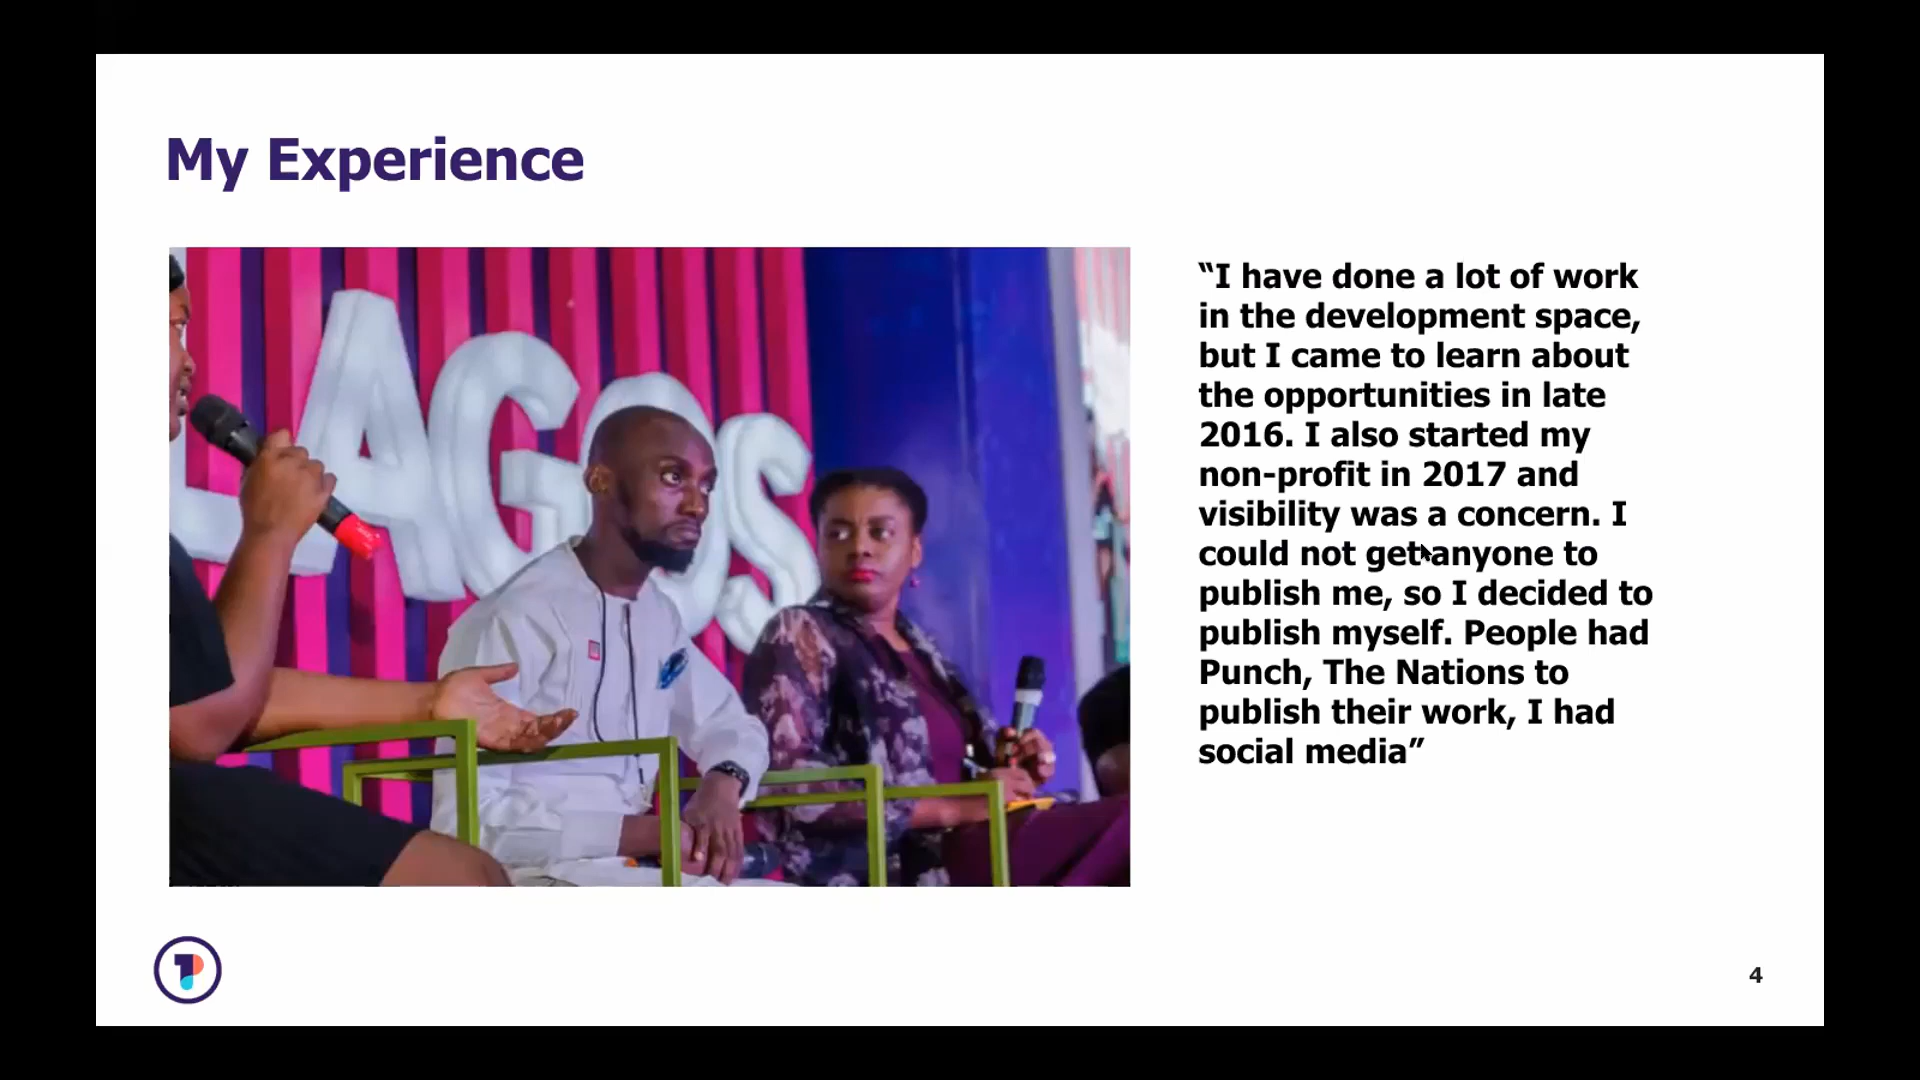 My Experience
LAGOS
“I have done a lot of work
in the development space,
but I came to learn about
the opportunities in late
2016. I also started my
non-profit in 2017 and
visibility was a concern. I
could not get anyone to
publish me, so I decided to
publish myself. People had
Punch, The Nations to
publish their work, I had
social media”
4